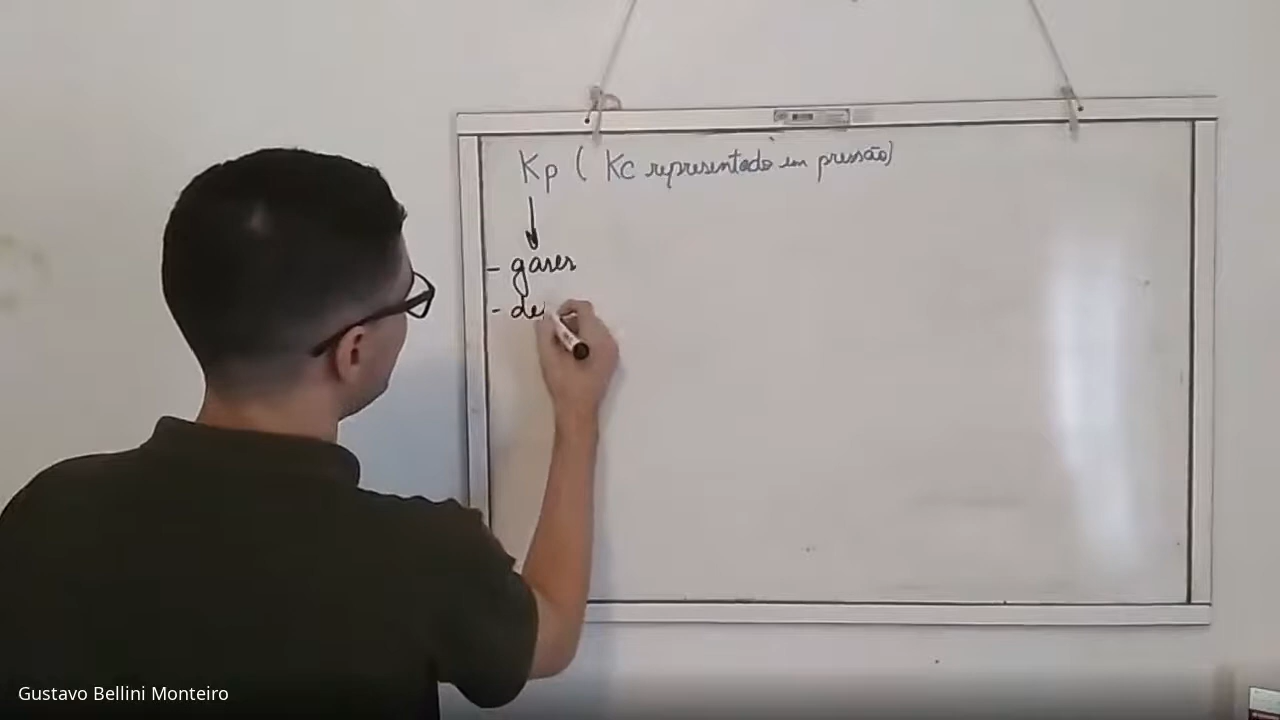 Kp ( Kc representado em pressão)
- gases
- de
Gustavo Bellini Monteiro